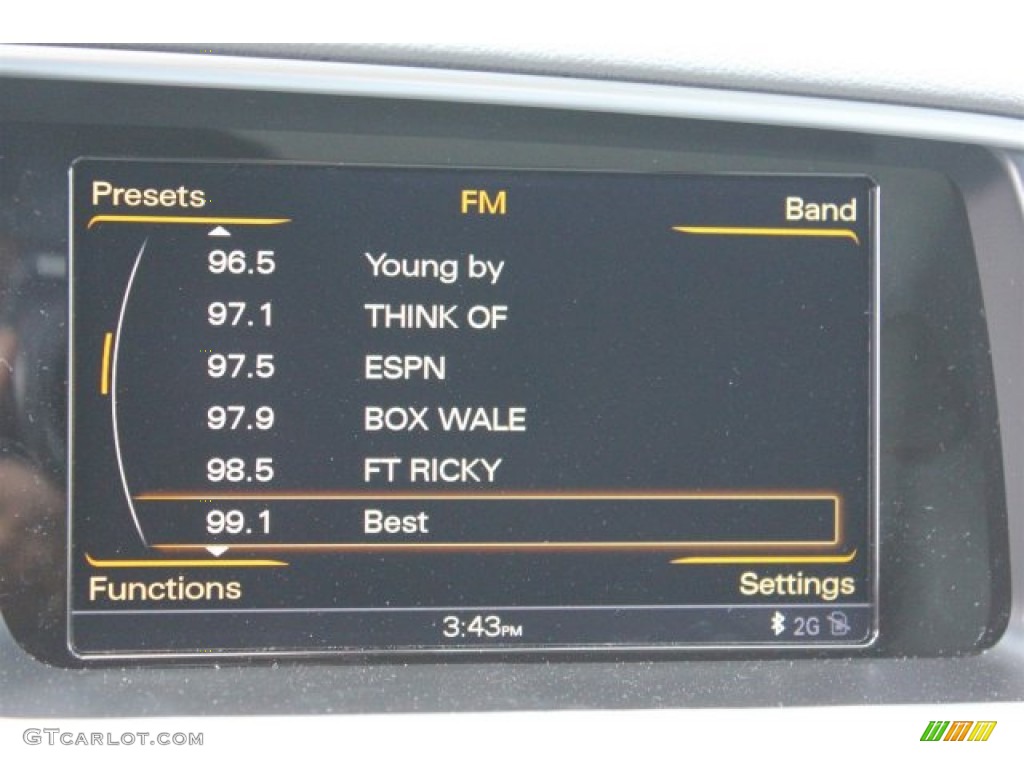 Presets FM Band
96.5 Young by
97.1 THINK OF
97.5 ESPN
97.9 BOX WALE
98.5 FT RICKY
99.1 Best
Functions Settings
3:43PM 2G
GTCARLOT.COM